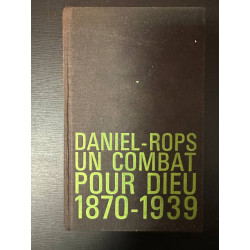 DANIEL-ROPS
UN COMBAT
POUR DIEU
1870-1939